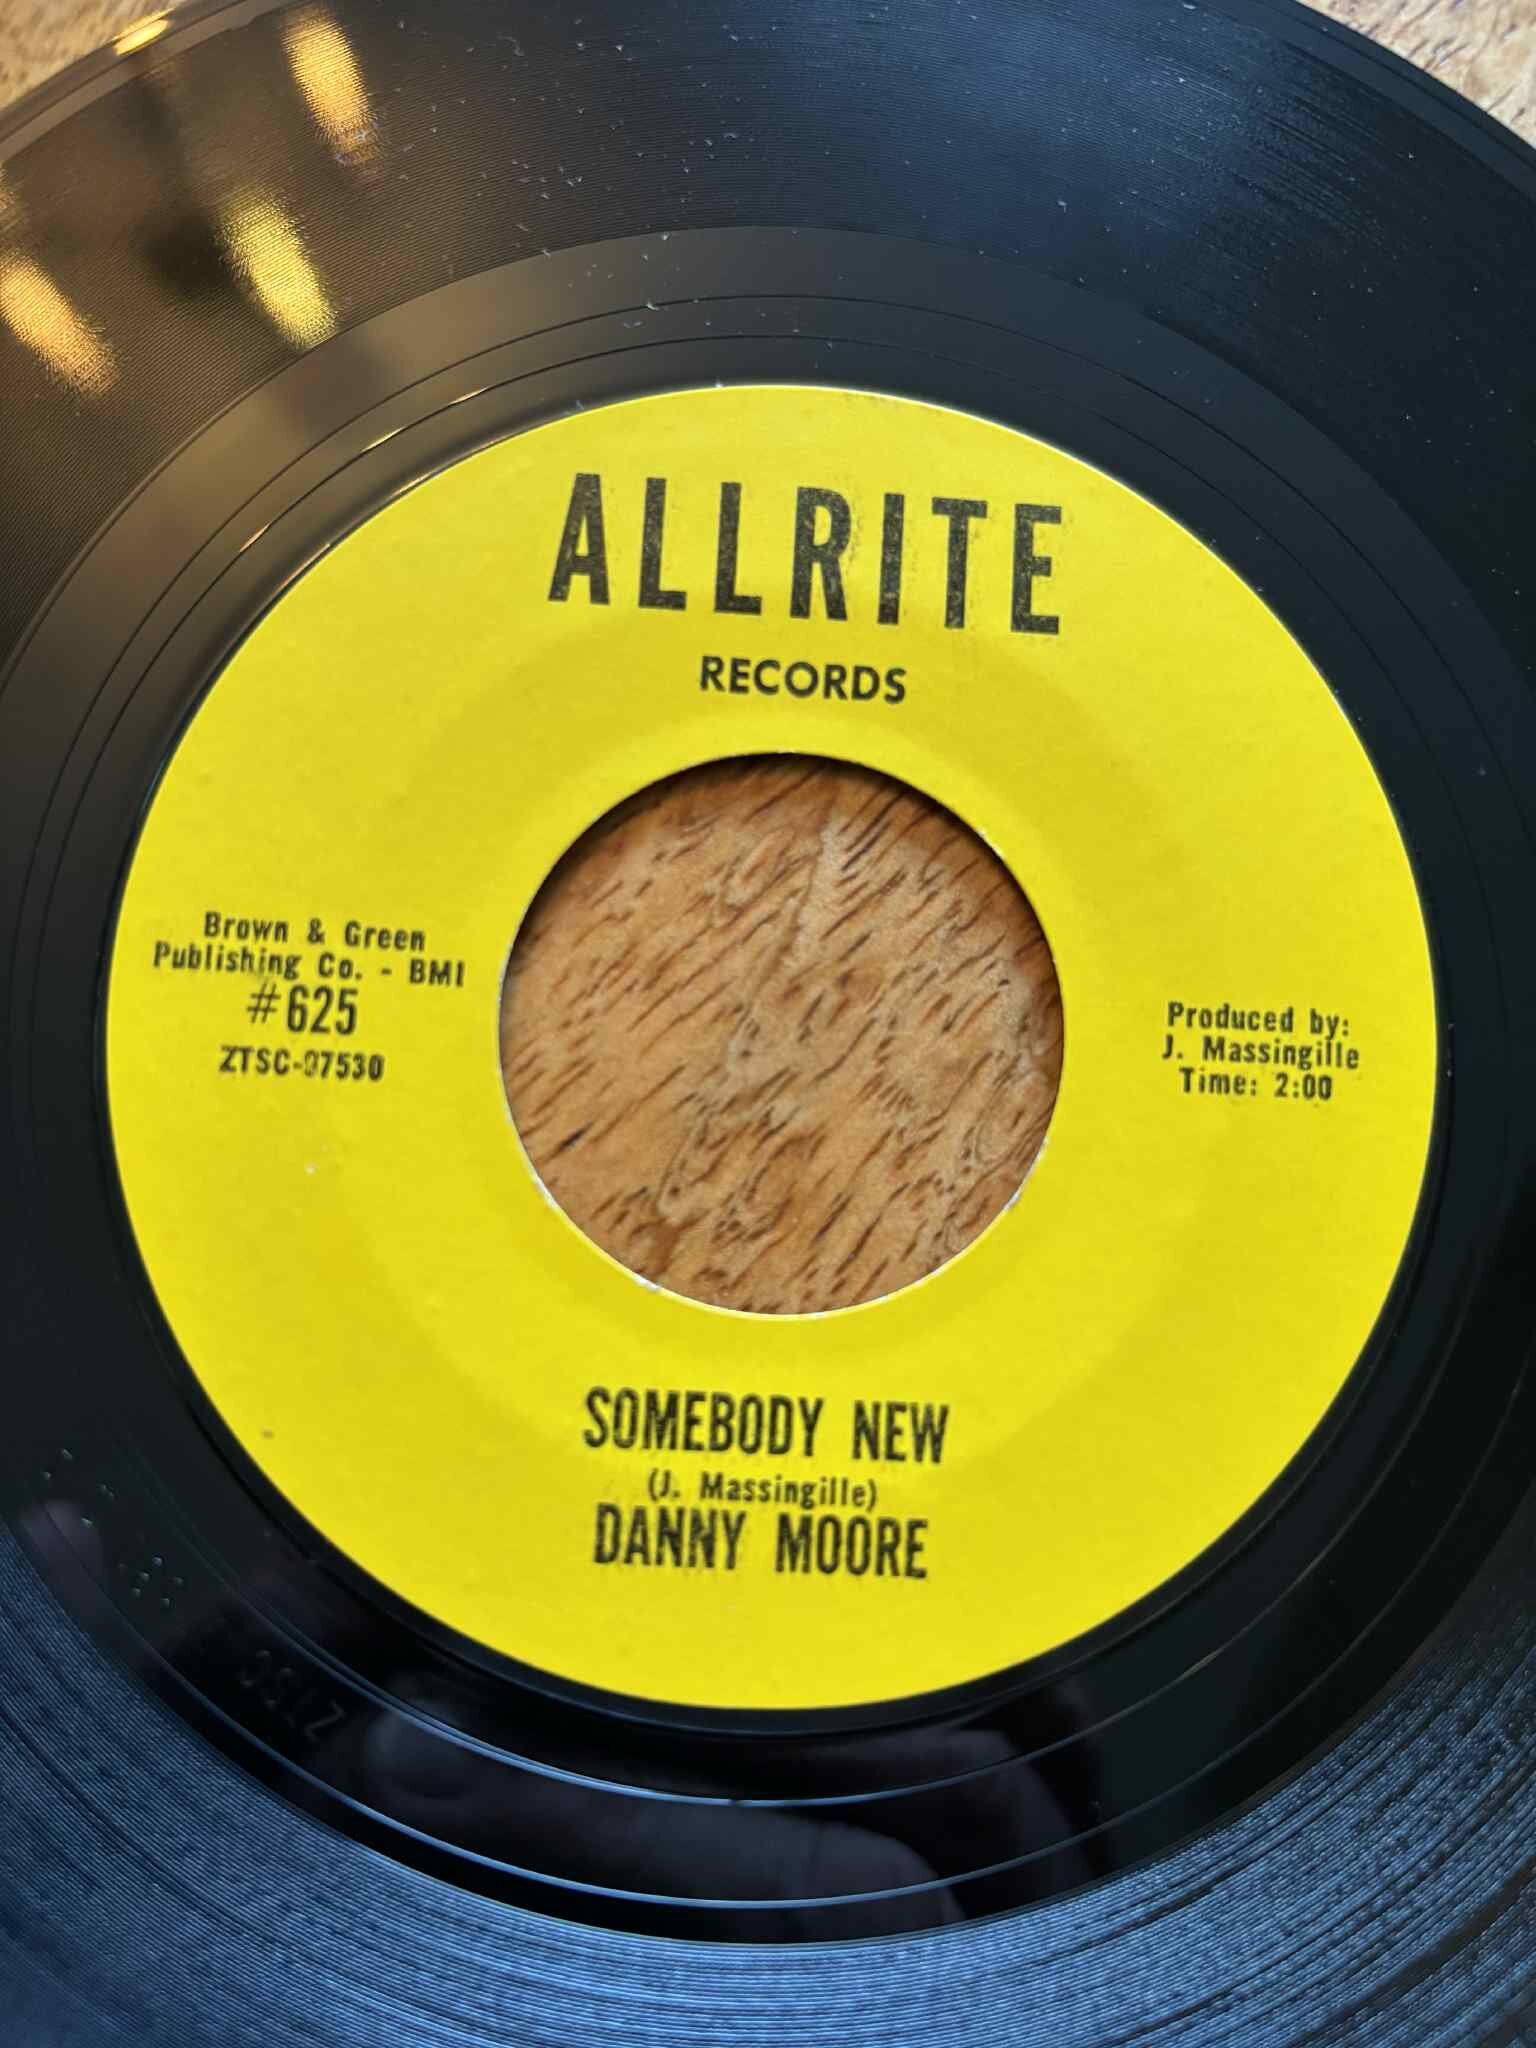 ALLRITE
RECORDS
Brown & Green
Publishing Co. - BMI
#625
ZTSC-97530
Produced by:
J. Massingille
Time: 2:00
SOMEBODY NEW
(J. Massingille)
DANNY MOORE
ZTSC